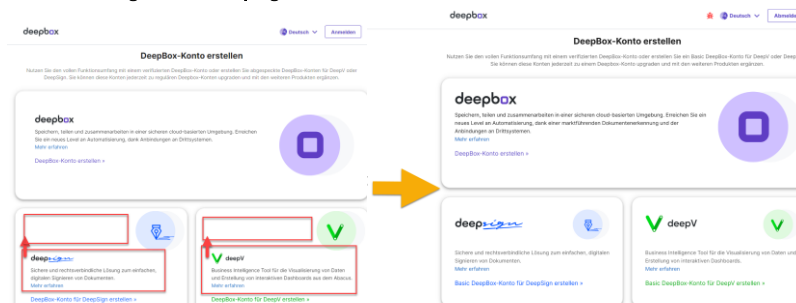 deepbox
Deutsch
Anmelden
DeepBox-Konto erstellen
Nutzen Sie den vollen Funktionsumfang mit einem verifizierten DeepBox-Konto oder erstellen Sie abgespeckte DeepBox-Konten für DeepV oder
DeepSign. Sie können diese Konten jederzeit zu regulären Deepbox-Konten upgraden und mit den weiteren Produkten ergänzen.
deepbox
Speichern, teilen und zusammenarbeiten in einer sicheren cloud-basierten Umgebung. Erreichen
Sie ein neues Level an Automatisierung, dank einer marktführenden Dokumentenerkennung und der
Anbindungen an Drittsystemen.
Mehr erfahren
DeepBox-Konto erstellen »
deepsign
Sichere und rechtsverbindliche Lösung zum einfachen,
digitalen Signieren von Dokumenten.
Mehr erfahren
DeepBox-Konto für DeepSign erstellen »
deepV
Business Intelligence Tool für die Visualisierung von Daten
und Erstellung von interaktiven Dashboards aus dem Abacus.
Mehr erfahren
DeepBox-Konto für DeepV erstellen »
deepbox
Deutsch
Abmelden
DeepBox-Konto erstellen
Nutzen Sie den vollen Funktionsumfang mit einem verifizierten DeepBox-Konto oder erstellen Sie ein Basic DeepBox-Konto für DeepV oder Deep
Sie können diese Konten jederzeit zu einem Deepbox-Konto upgraden und mit den weiteren Produkten ergänzen.
deepbox
Speichern, teilen und zusammenarbeiten in einer sicheren cloud-basierten Umgebung. Erreichen Sie ein
neues Level an Automatisierung, dank einer marktführenden Dokumentenerkennung und der
Anbindungen an Drittsystemen.
Mehr erfahren
DeepBox-Konto erstellen »
deepsign
Sichere und rechtsverbindliche Lösung zum einfachen, digitalen
Signieren von Dokumenten.
Mehr erfahren
Basic DeepBox-Konto für DeepSign erstellen »
deepV
Business Intelligence Tool für die Visualisierung von Daten und
Erstellung von interaktiven Dashboards.
Mehr erfahren
Basic DeepBox-Konto für DeepV erstellen »